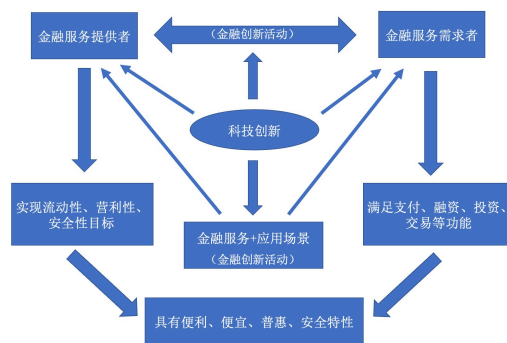 金融服务提供者
（金融创新活动）
金融服务需求者
科技创新
实现流动性、营利性、
安全性目标
满足支付、融资、投资、
交易等功能
金融服务+应用场景
（金融创新活动）
具有便利、便宜、普惠、安全特性